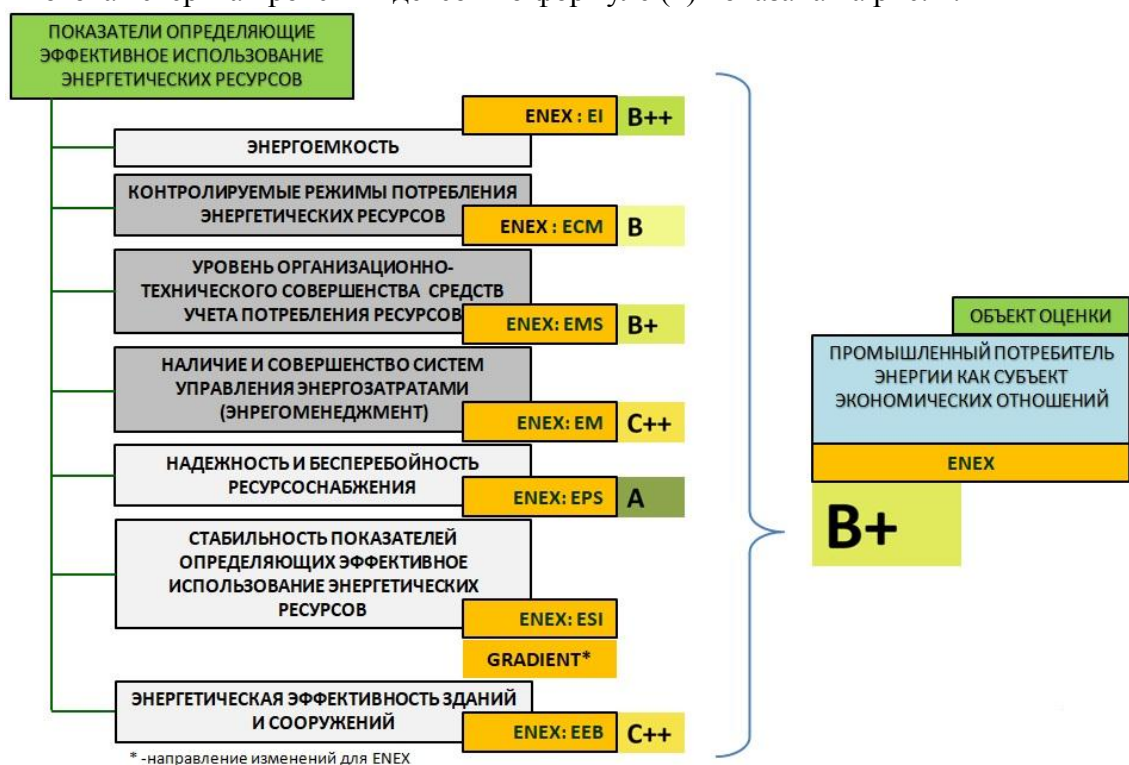 ПОКАЗАТЕЛИ ОПРЕДЕЛЯЮЩИЕ
ЭФФЕКТИВНОЕ ИСПОЛЬЗОВАНИЕ
ЭНЕРГЕТИЧЕСКИХ РЕСУРСОВ
ENEX : EI B++
ЭНЕРГОЕМКОСТЬ
КОНТРОЛИРУЕМЫЕ РЕЖИМЫ ПОТРЕБЛЕНИЯ
ЭНЕРГЕТИЧЕСКИХ РЕСУРСОВ
ENEX : ECM B
УРОВЕНЬ ОРГАНИЗАЦИОННО-
ТЕХНИЧЕСКОГО СОВЕРШЕНСТВА СРЕДСТВ
УЧЕТА ПОТРЕБЛЕНИЯ РЕСУРСОВ
ENEX: EMS B+
НАЛИЧИЕ И СОВЕРШЕНСТВО СИСТЕМ
УПРАВЛЕНИЯ ЭНЕРГОЗАТРАТАМИ
(ЭНРЕГОМЕНЕДЖМЕНТ)
ENEX: EM C++
НАДЕЖНОСТЬ И БЕСПЕРЕБОЙНОСТЬ
РЕСУРСОСНАБЖЕНИЯ
ENEX: EPS A
СТАБИЛЬНОСТЬ ПОКАЗАТЕЛЕЙ
ОПРЕДЕЛЯЮЩИХ ЭФФЕКТИВНОЕ
ИСПОЛЬЗОВАНИЕ ЭНЕРГЕТИЧЕСКИХ
РЕСУРСОВ
ENEX: ESI
GRADIENT*
ЭНЕРГЕТИЧЕСКАЯ ЭФФЕКТИВНОСТЬ ЗДАНИЙ
И СООРУЖЕНИЙ
ENEX: EEB C++
* -направление изменений для ENEX
ОБЪЕКТ ОЦЕНКИ
ПРОМЫШЛЕННЫЙ ПОТРЕБИТЕЛЬ
ЭНЕРГИИ КАК СУБЪЕКТ
ЭКОНОМИЧЕСКИХ ОТНОШЕНИЙ
ENEX
B+